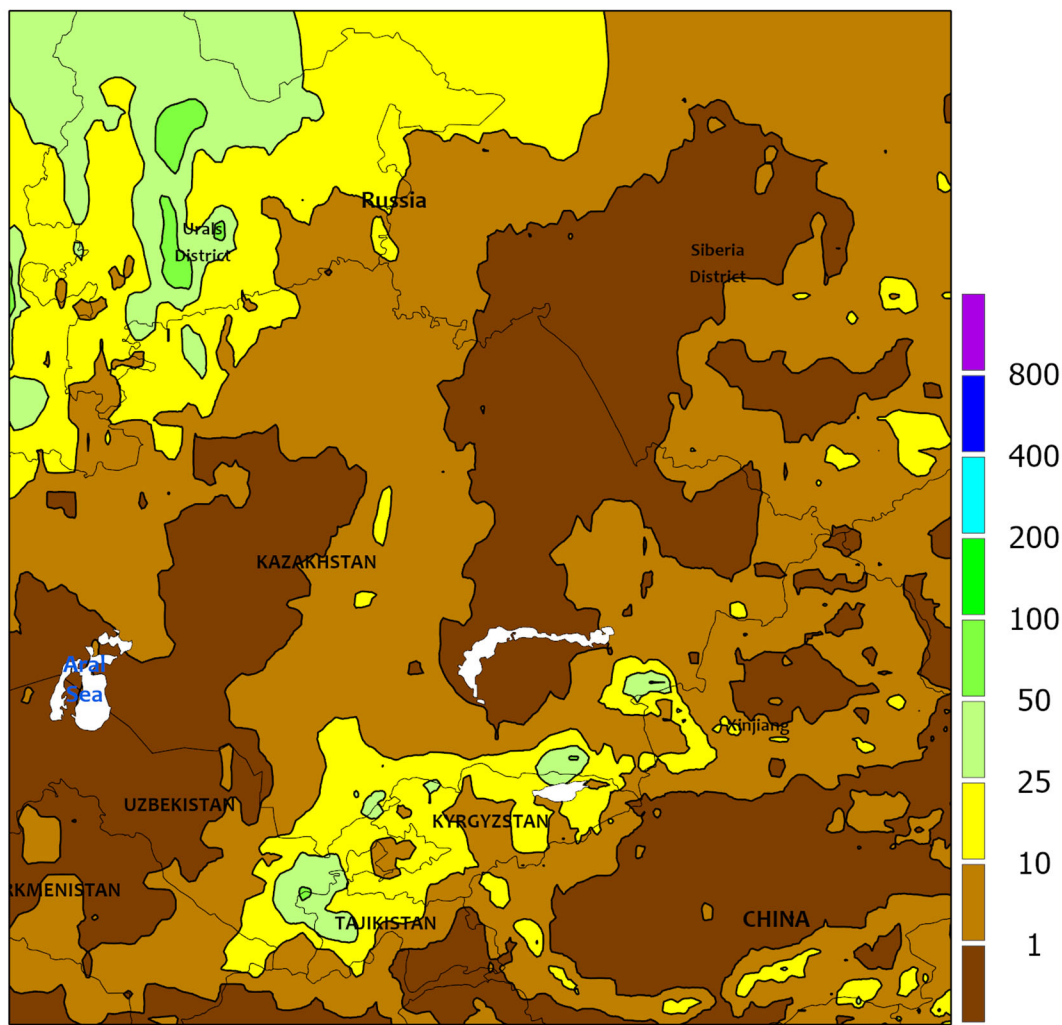 Russia
Urals
District
Siberia
District
KAZAKHSTAN
Aral
Sea
Xinjiang
UZBEKISTAN
KYRGYZSTAN
RKMENISTAN
TAJIKISTAN
CHINA
800
400
200
100
50
25
10
1